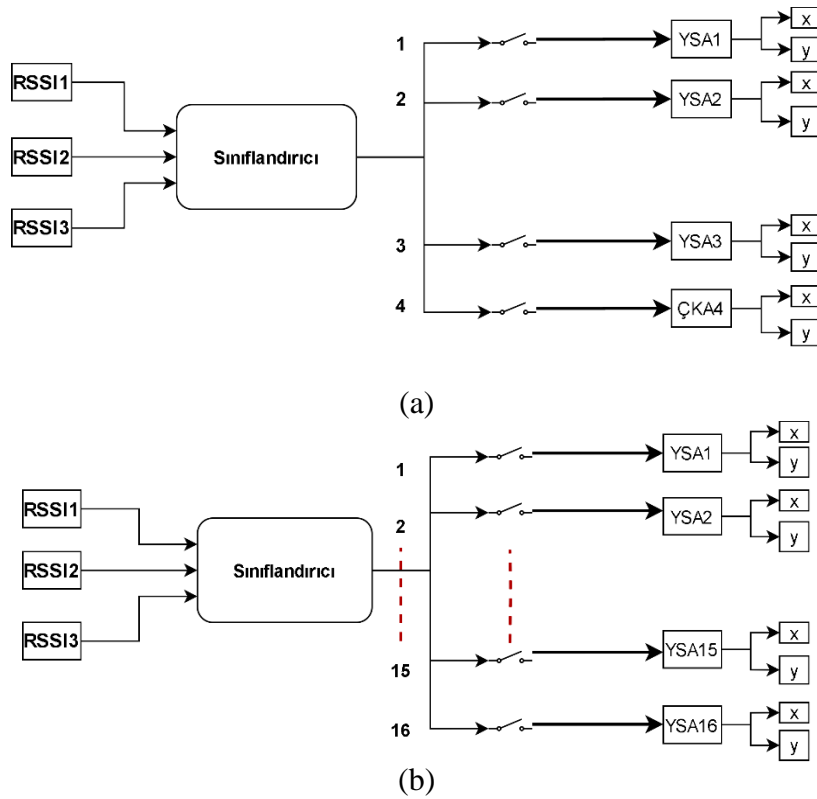 1
YSA1
x
y
RSSI1
2
YSA2
x
y
RSSI2
Sınıflandırıcı
RSSI3
3
YSA3
x
y
4
ÇKA4
x
y
(a)
1
YSA1
x
y
RSSI1
2
YSA2
x
y
RSSI2
Sınıflandırıcı
RSSI3
15
YSA15
x
y
16
YSA16
x
y
(b)